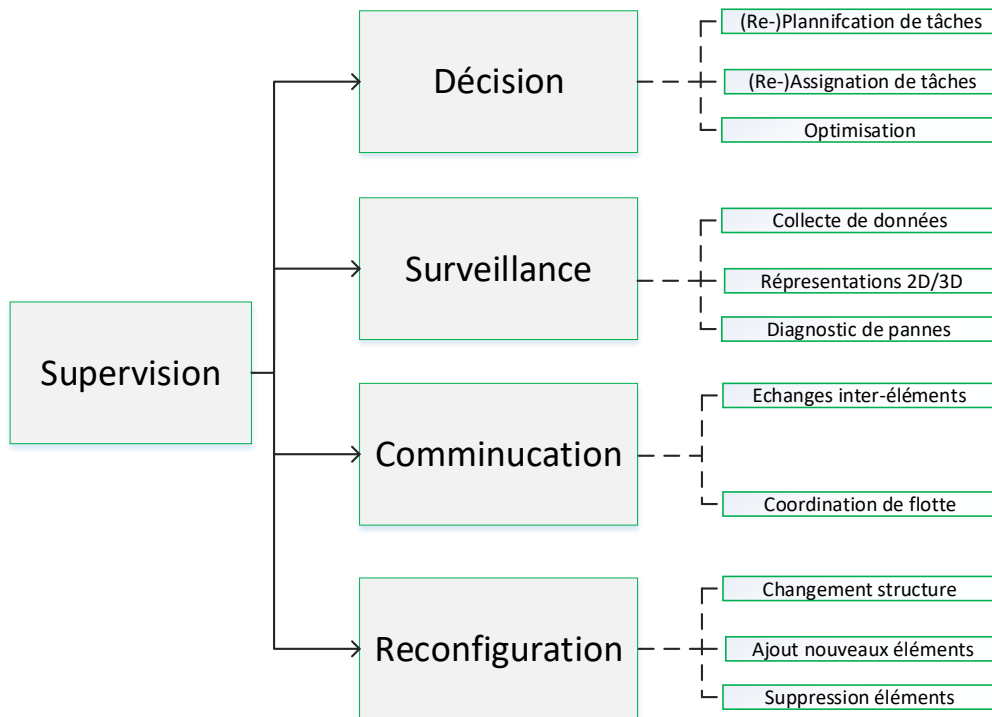 Supervision
Décision
(Re-)Plannifcation de tâches
(Re-)Assignation de tâches
Optimisation
Surveillance
Collecte de données
Répresentations 2D/3D
Diagnostic de pannes
Comminucation
Echanges inter-éléments
Coordination de flotte
Reconfiguration
Changement structure
Ajout nouveaux éléments
Suppression éléments